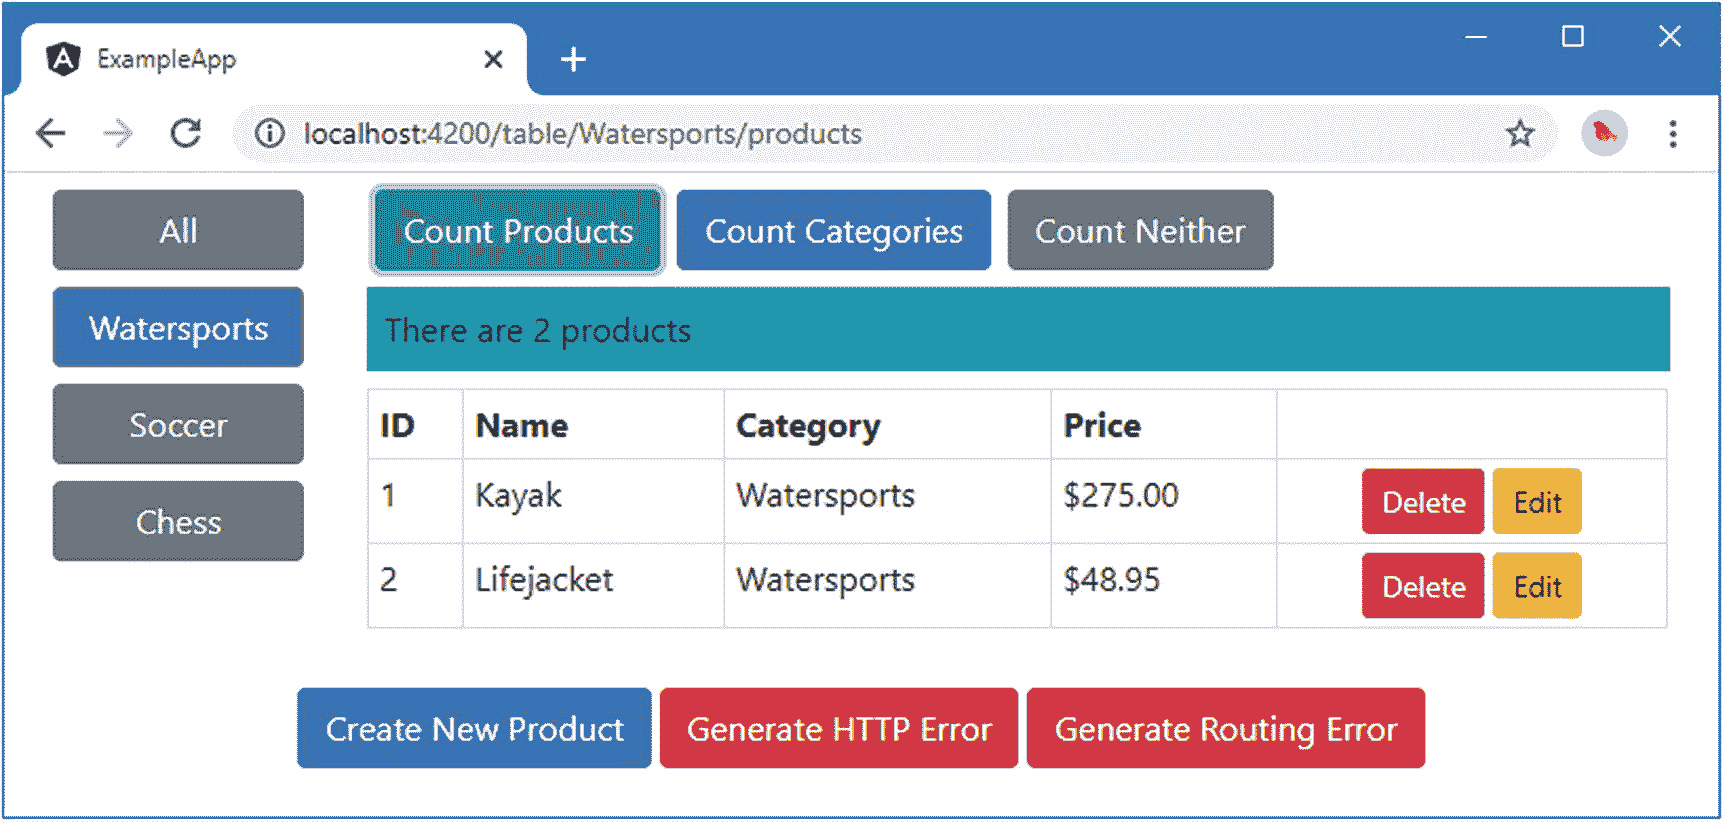 ExampleApp
localhost:4200/table/Watersports/products
All
Watersports
Soccer
Chess
Count Products Count Categories Count Neither
There are 2 products
ID Name Category Price
1 Kayak Watersports $275.00 Delete Edit
2 Lifejacket Watersports $48.95 Delete Edit
Create New Product Generate HTTP Error Generate Routing Error